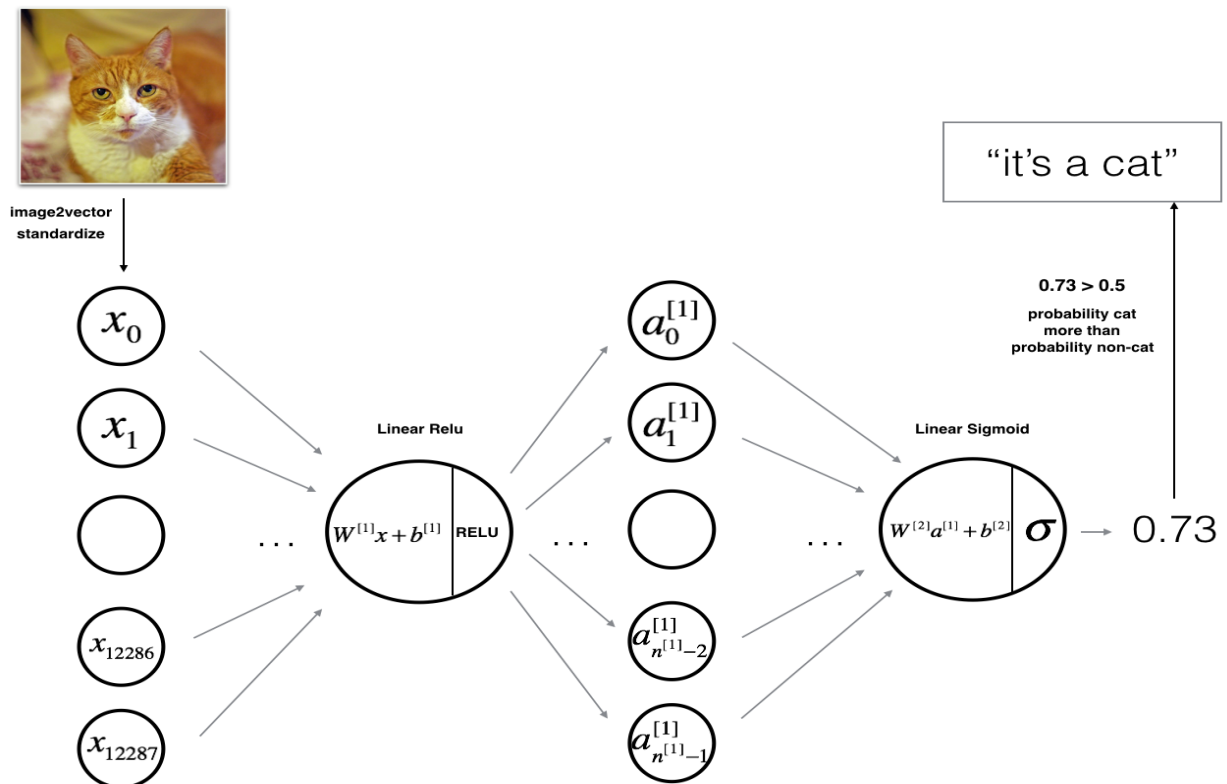 image2vector
standardize
x₀
x₁
x₁₂₂₈₆
x₁₂₂₈₇
. . .
Linear Relu
W^[1]x + b^[1] RELU
. . .
a₀^[1]
a₁^[1]
a_{n^[1]−2}^[1]
a_{n^[1]−1}^[1]
. . .
Linear Sigmoid
W^[2]a^[1] + b^[2] σ
0.73
0.73 > 0.5
probability cat
more than
probability non-cat
“it’s a cat”